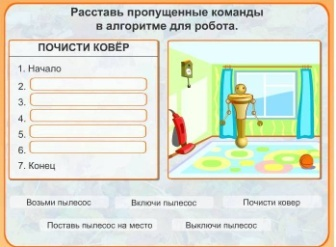 Расставь пропущенные команды
в алгоритме для робота.
ПОЧИСТИ КОВЁР
1. Начало
2.
3.
4.
5.
6.
7. Конец
Возьми пылесос
Включи пылесос
Почисти ковер
Поставь пылесос на место
Выключи пылесос